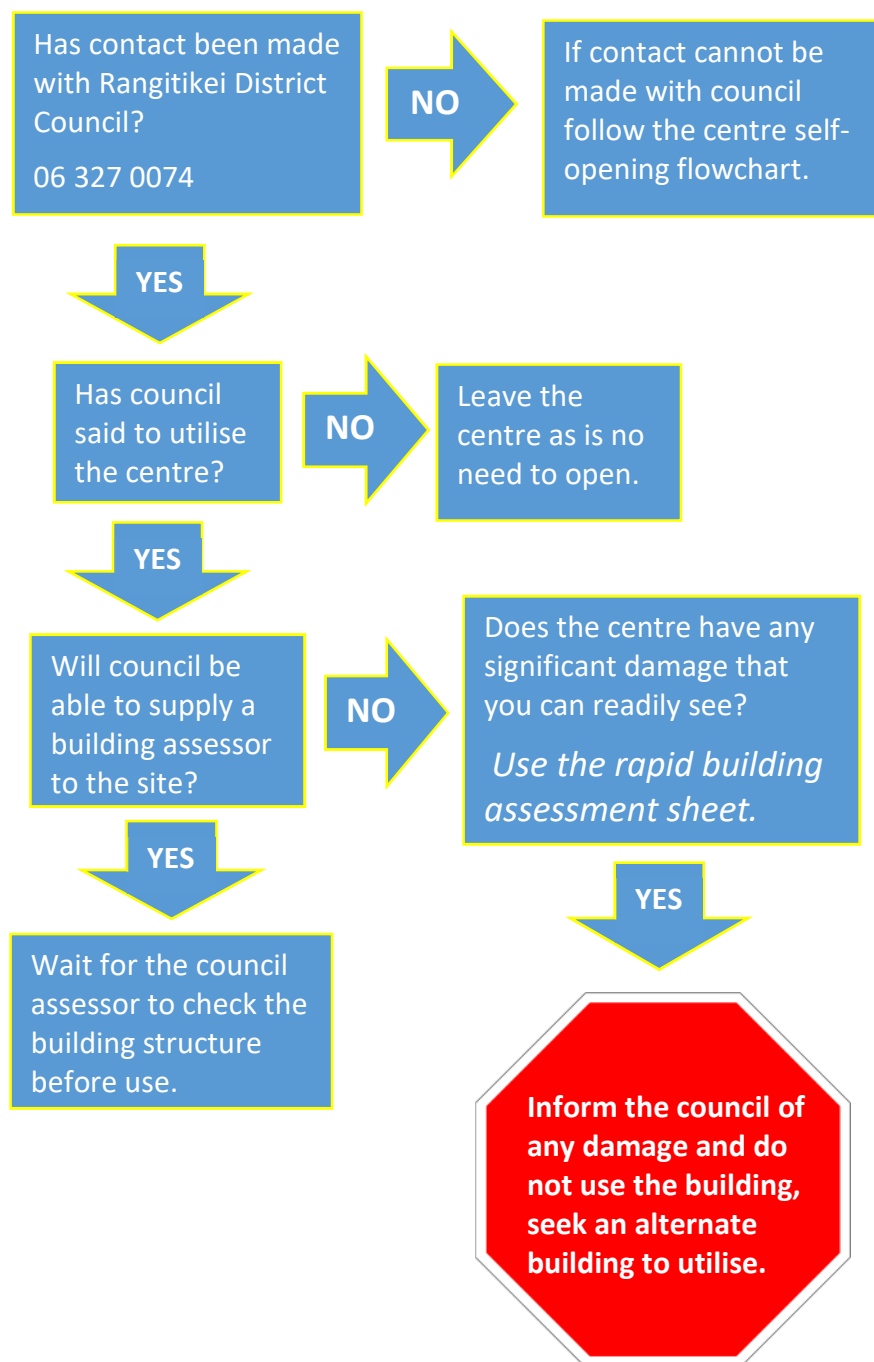 Has contact been made
with Rangitikei District
Council?
06 327 0074
NO
If contact cannot be
made with council
follow the centre self-
opening flowchart.
YES
Has council
said to utilise
the centre?
NO
Leave the
centre as is no
need to open.
YES
Will council be
able to supply a
building assessor
to the site?
NO
Does the centre have any
significant damage that
you can readily see?
Use the rapid building
assessment sheet.
YES
Wait for the council
assessor to check the
building structure
before use.
YES
Inform the council of
any damage and do
not use the building,
seek an alternate
building to utilise.